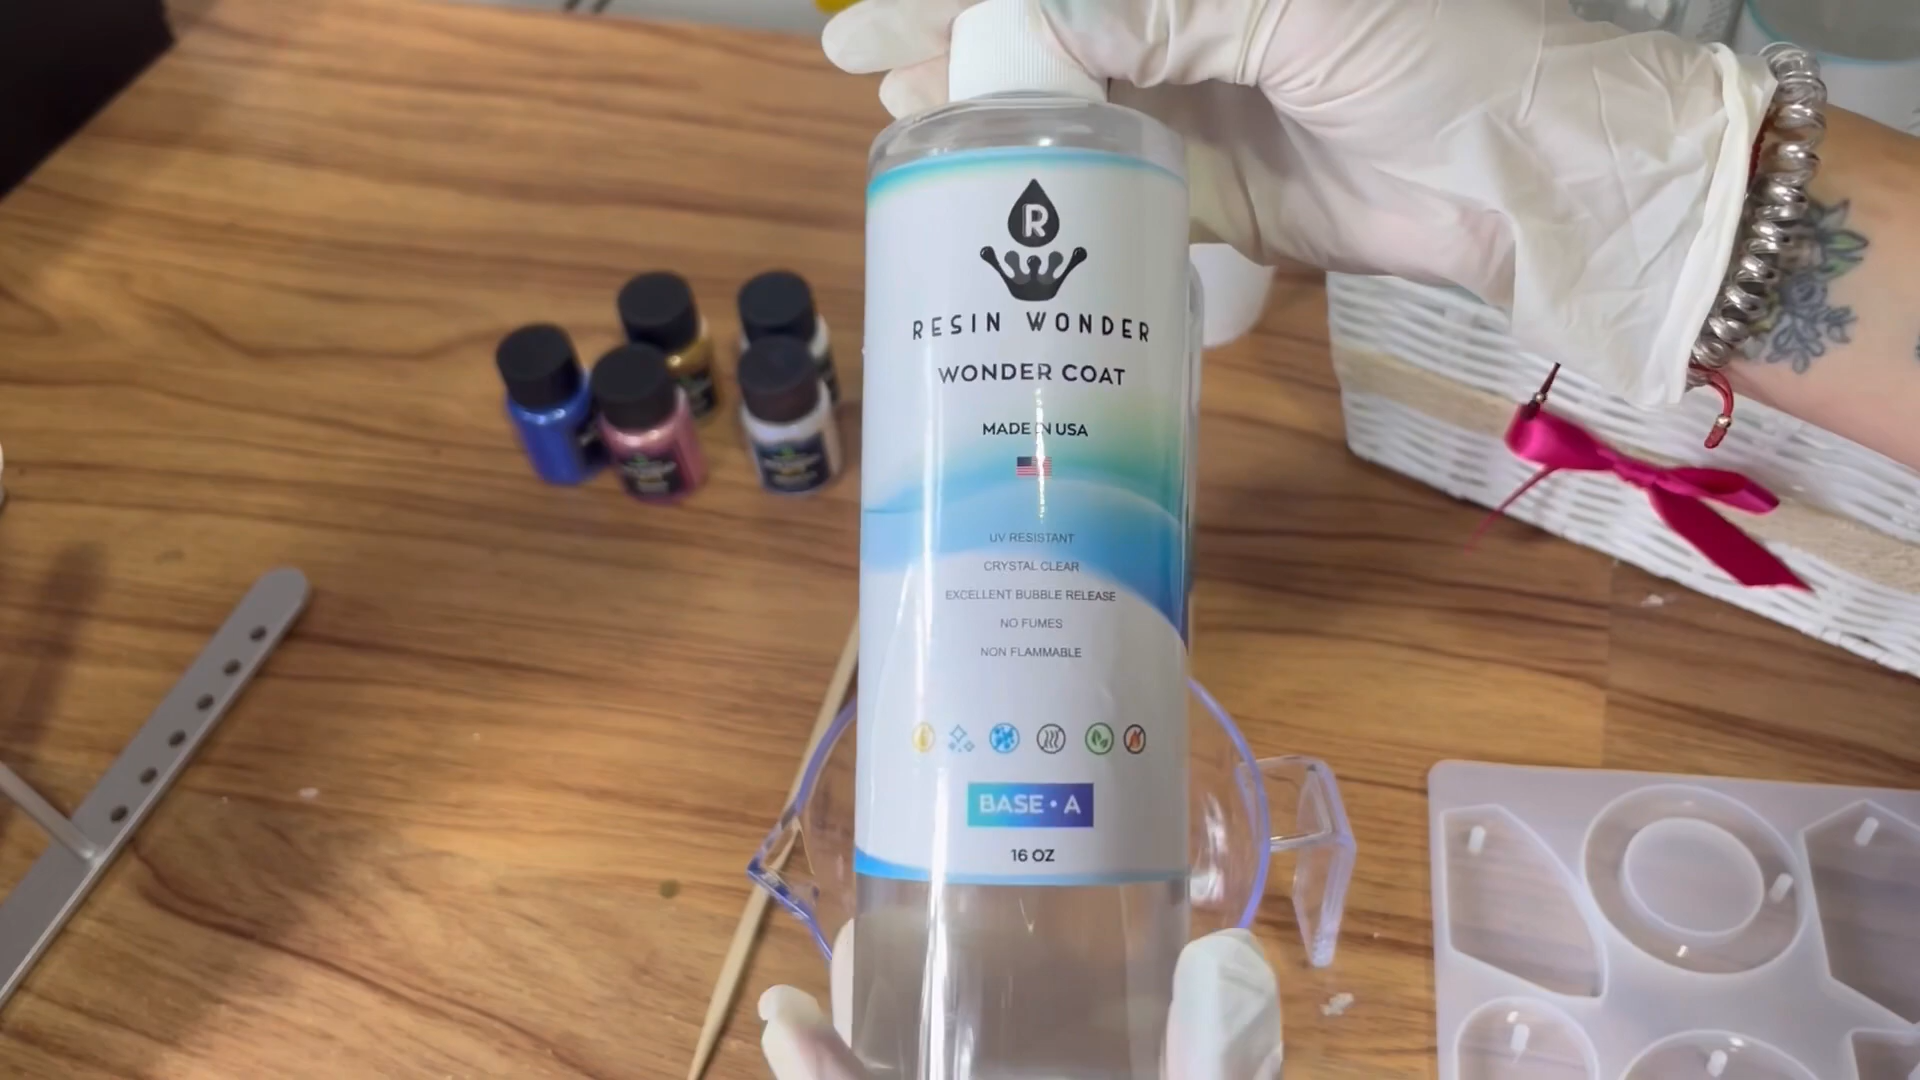 R
RESIN WONDER
WONDER COAT
MADE IN USA
UV RESISTANT
CRYSTAL CLEAR
EXCELLENT BUBBLE RELEASE
NO FUMES
NON FLAMMABLE
BASE • A
16 OZ